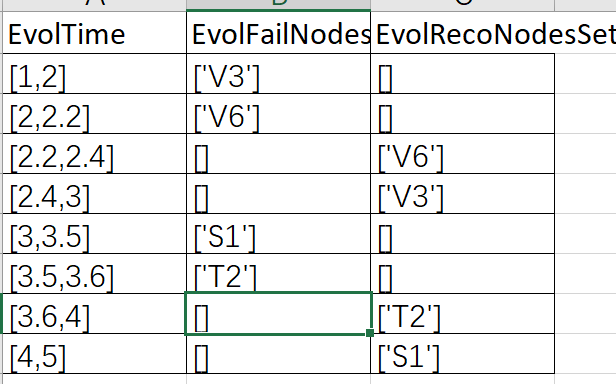 EvolTime EvolFailNodes EvolRecoNodesSet
[1,2] ['V3'] []
[2,2.2] ['V6'] []
[2.2,2.4] [] ['V6']
[2.4,3] [] ['V3']
[3,3.5] ['S1'] []
[3.5,3.6] ['T2'] []
[3.6,4] [] ['T2']
[4,5] [] ['S1']